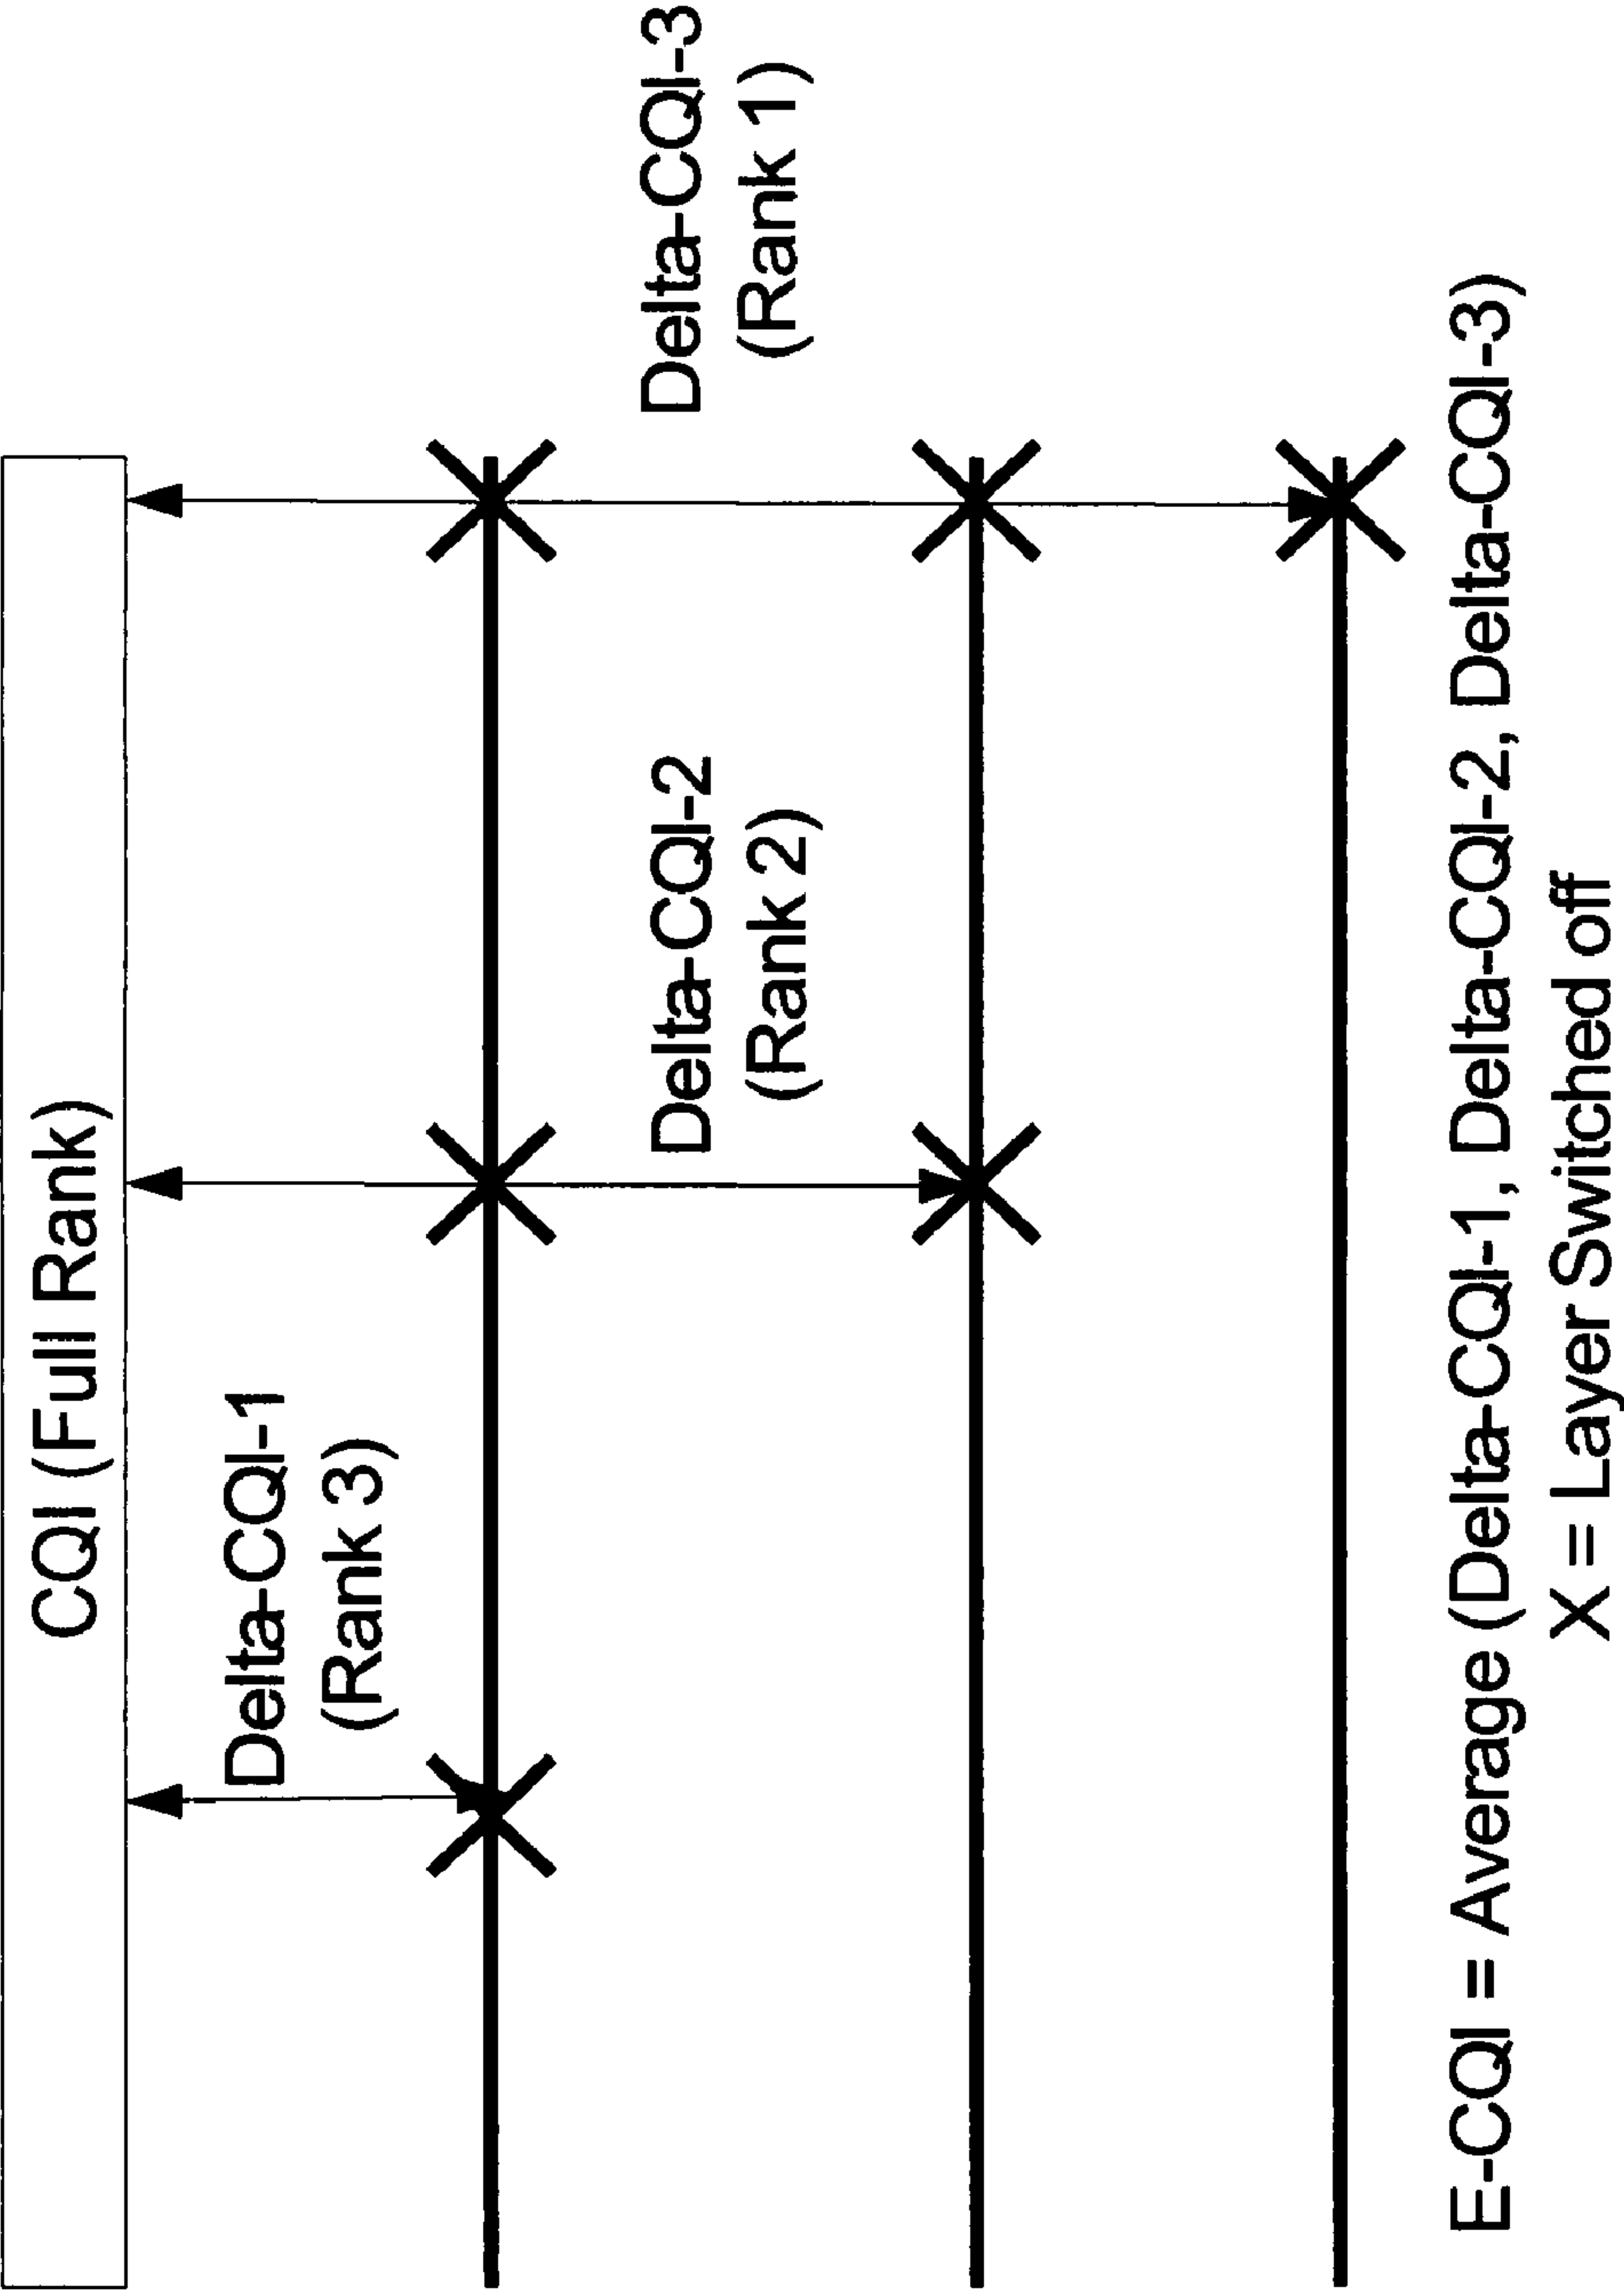 CQI (Full Rank)
Delta-CQI-1
(Rank 3)
Delta-CQI-2
(Rank 2)
Delta-CQI-3
(Rank 1)
E-CQI = Average (Delta-CQI-1, Delta-CQI-2, Delta-CQI-3)
X = Layer Switched off